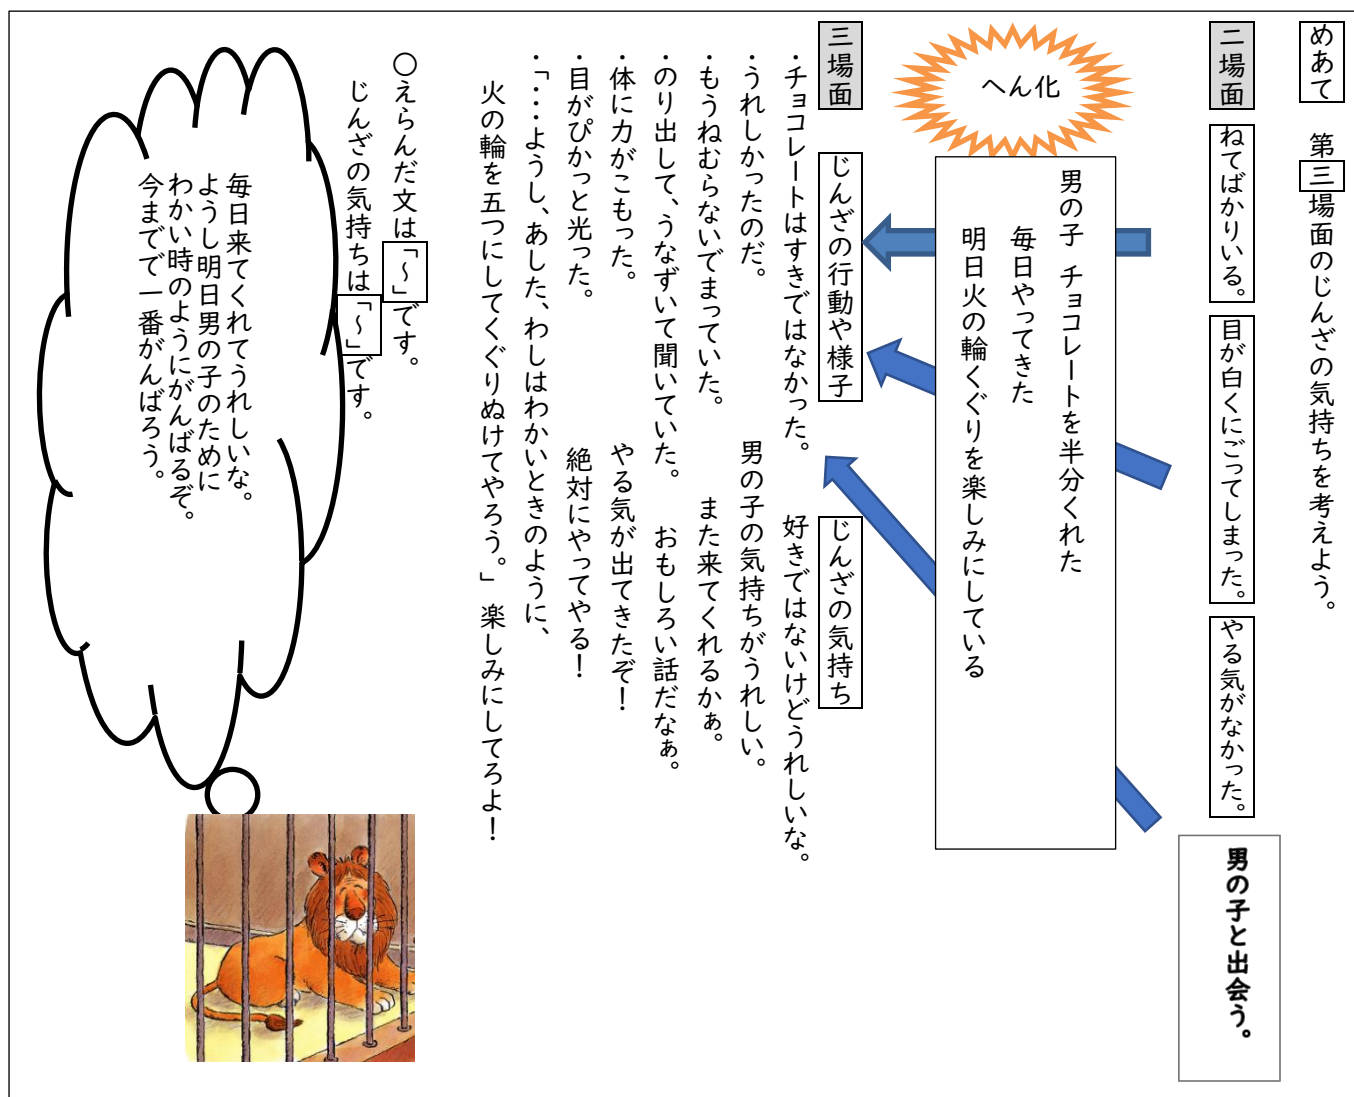 めあて 第三場面のじんざの気持ちを考えよう。
二場面 ねてばかりいる。 目が白くにごってしまった。 やる気がなかった。
男の子と出会う。
へん化
男の子 チョコレートを半分くれた
毎日やってきた
明日火の輪くぐりを楽しみにしている
三場面 じんざの行動や様子 じんざの気持ち
・チョコレートはすきではなかった。 好きではないけどうれしいな。
・うれしかったのだ。 男の子の気持ちがうれしい。
・もうねむらないでまっていた。 また来てくれるかぁ。
・のり出して、うなずいて聞いていた。 おもしろい話だなぁ。
・体に力がこもった。 やる気が出てきたぞ！
・目がぴかっと光った。 絶対にやってやる！
・「・・・ようし、あした、わしはわかいときのように、
火の輪を五つにしてくぐりぬけてやろう。」 楽しみにしてろよ！
〇えらんだ文は「～」です。
じんざの気持ちは「～」です。
毎日来てくれてうれしいな。
ようし明日男の子のために
わかい時のようにがんばるぞ。
今までで一番がんばろう。